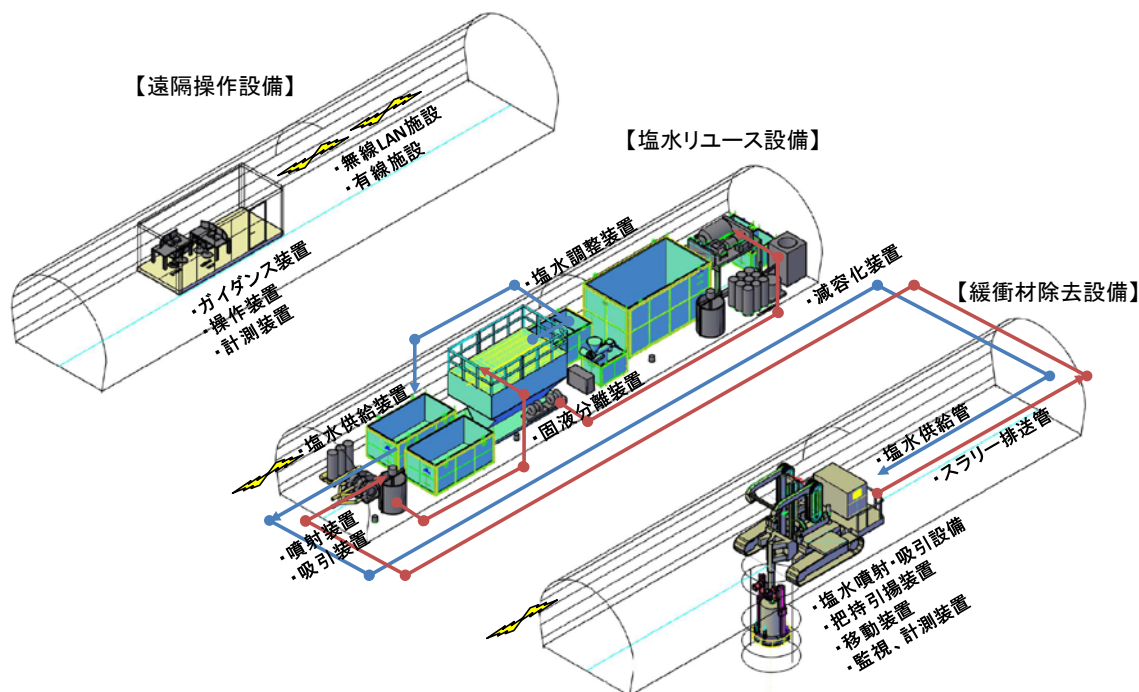 【遠隔操作設備】
・無線LAN施設
・有線施設
・ガイダンス装置
・操作装置
・計測装置
【塩水リユース設備】
・塩水調整装置
・減容化装置
・塩水供給装置
・固液分離装置
・噴射装置
・吸引装置
【緩衝材除去設備】
・塩水供給管
・スラリー排送管
・塩水噴射・吸引設備
・把持引揚装置
・移動装置
・監視、計測装置